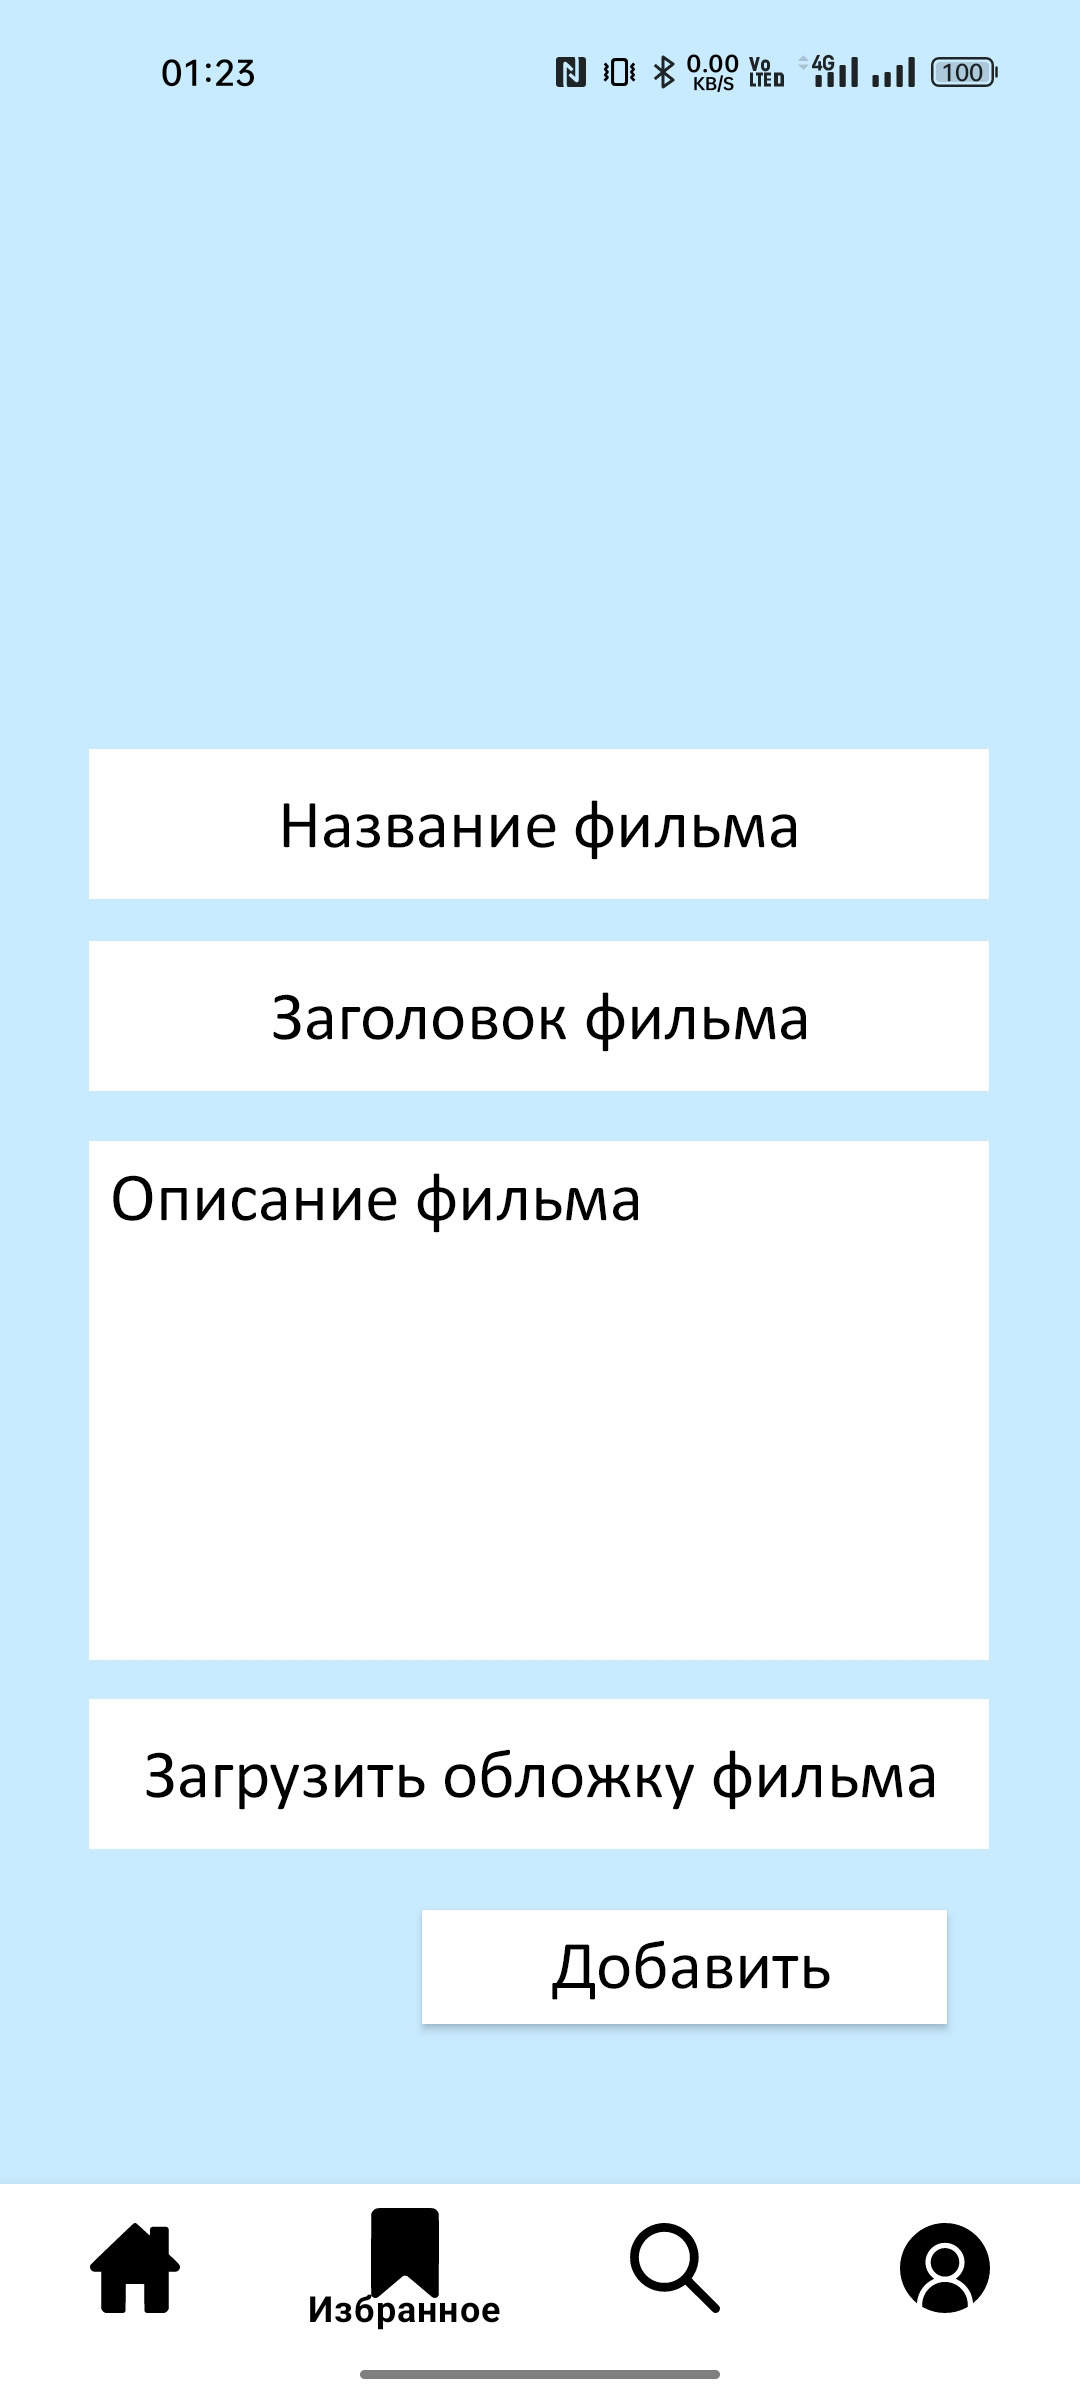 01:23 0.00 KB/S Vo LTE D 4G 100
Название фильма
Заголовок фильма
Описание фильма
Загрузить обложку фильма
Добавить
Избранное